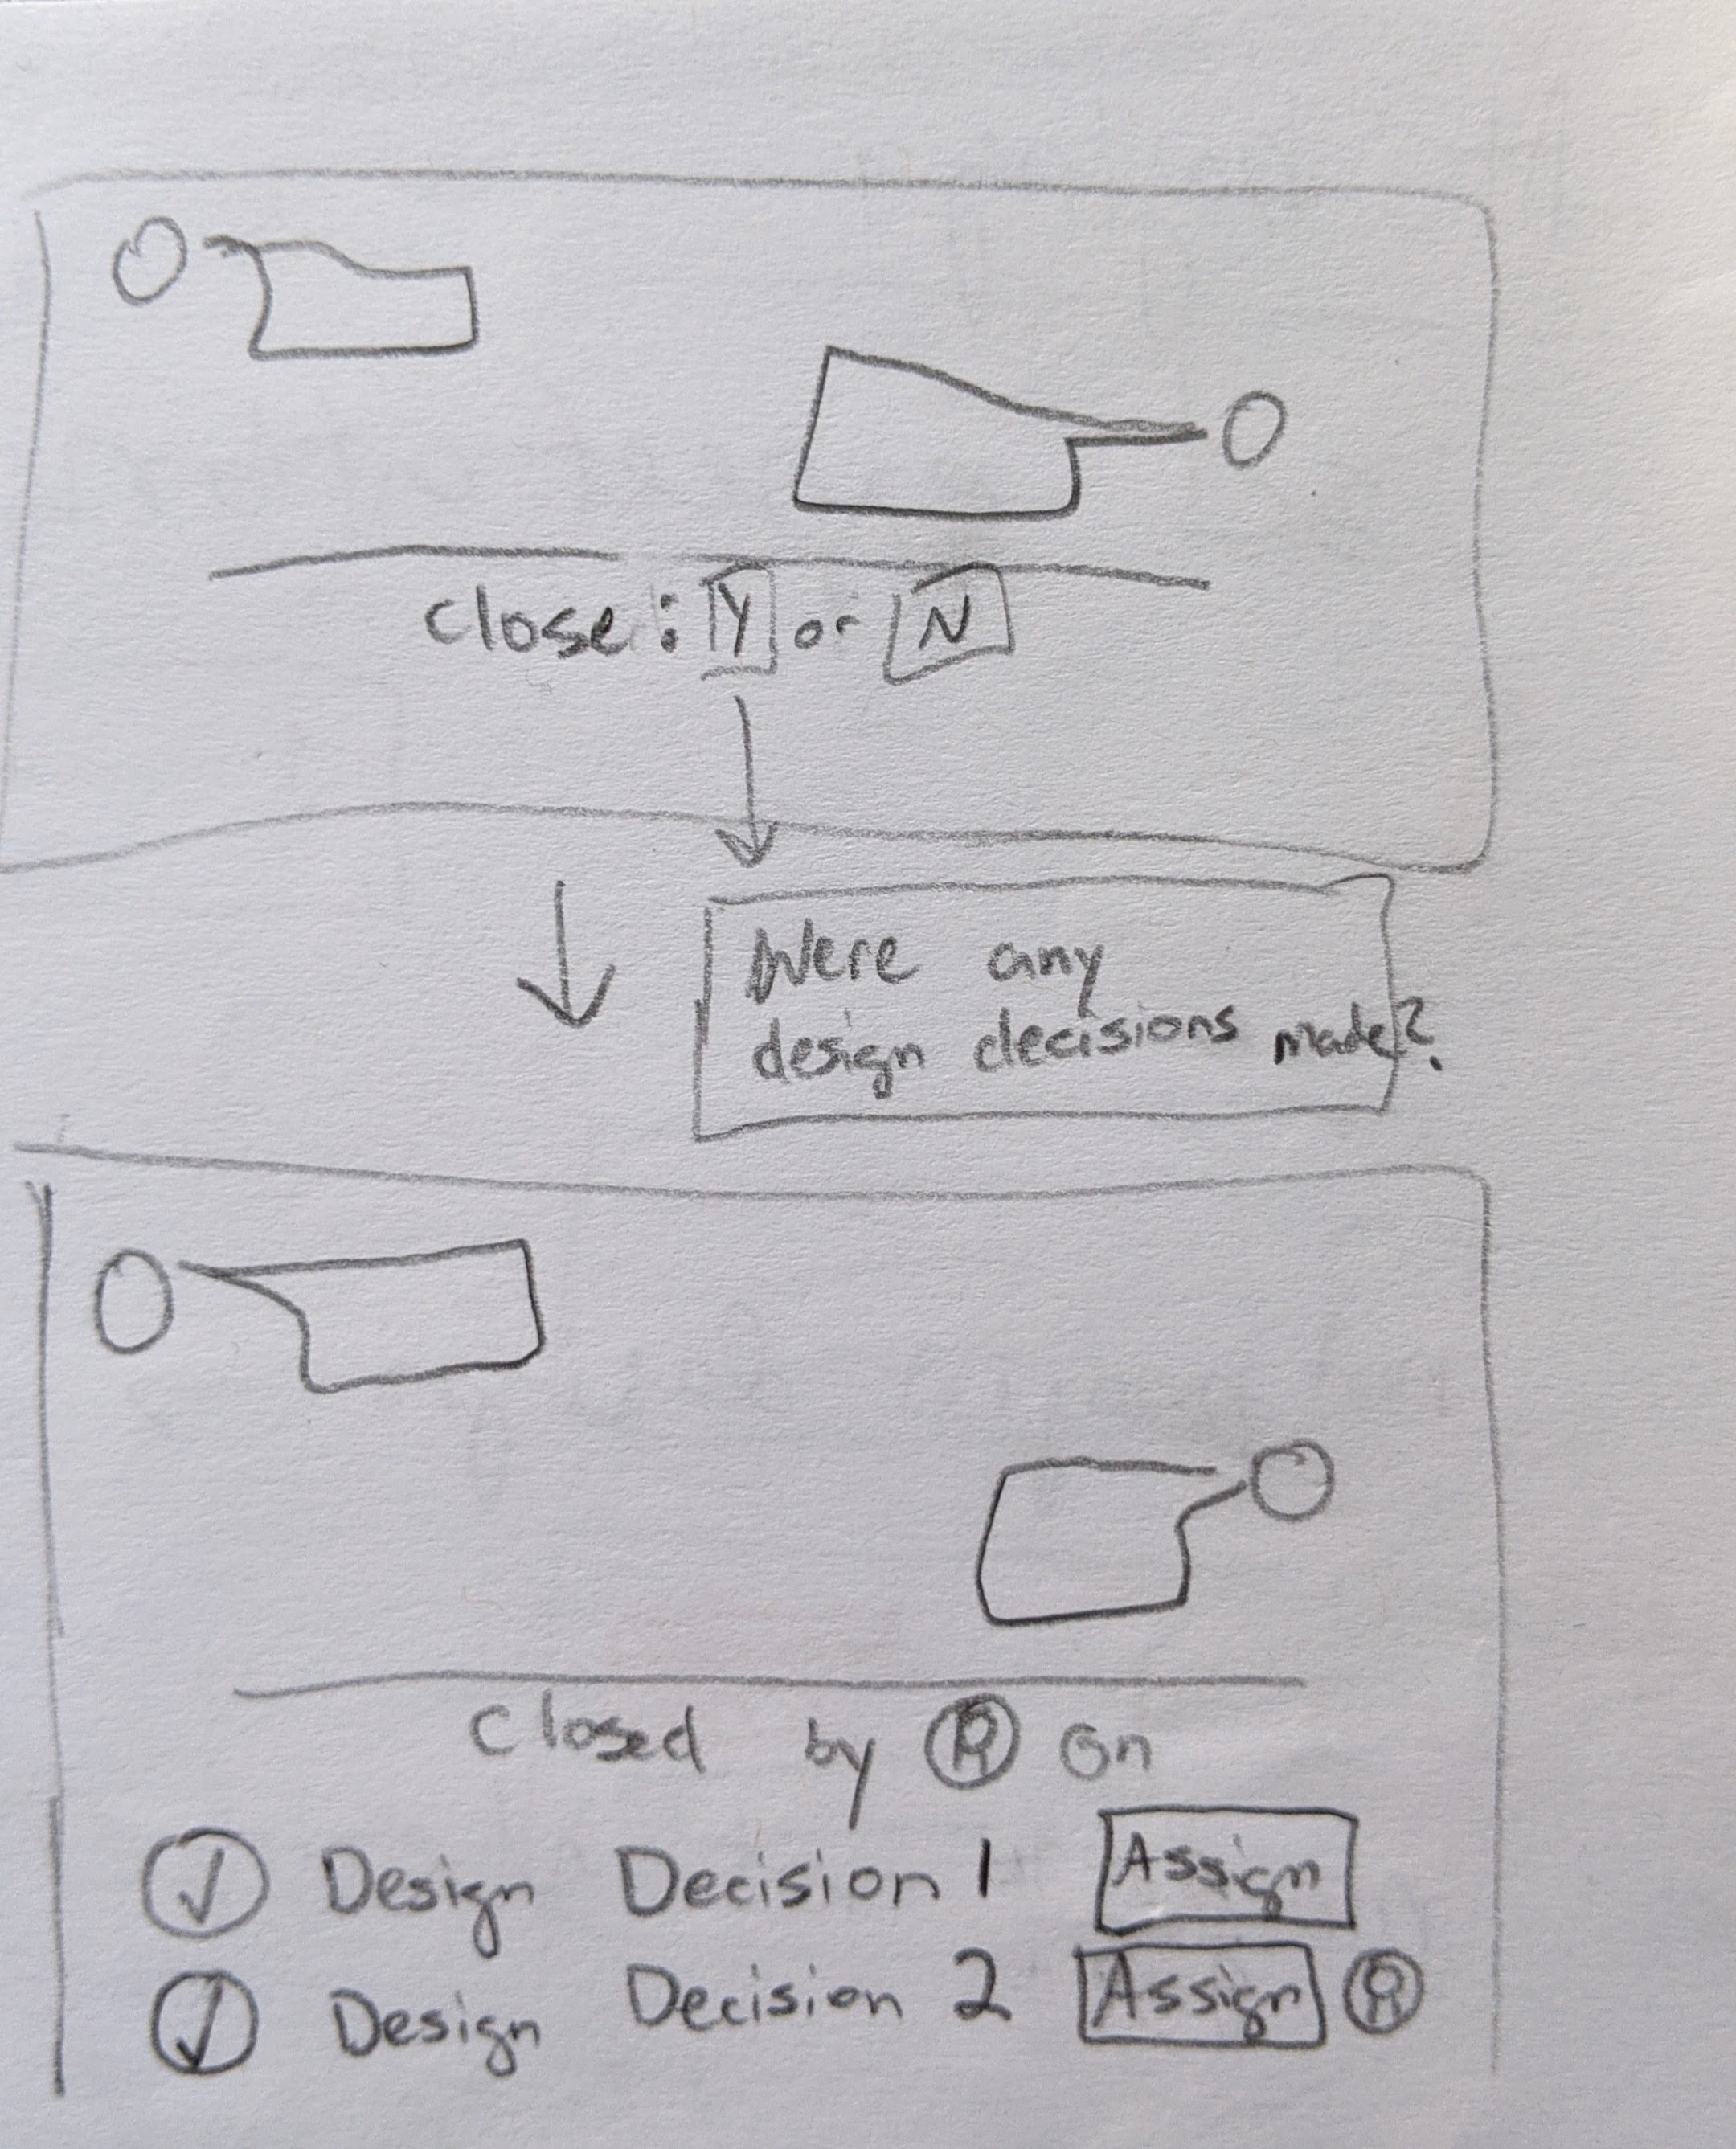 Close: Y or N
Were any
design decisions made?
Closed by on
Design Decision 1 Assign
Design Decision 2 Assign